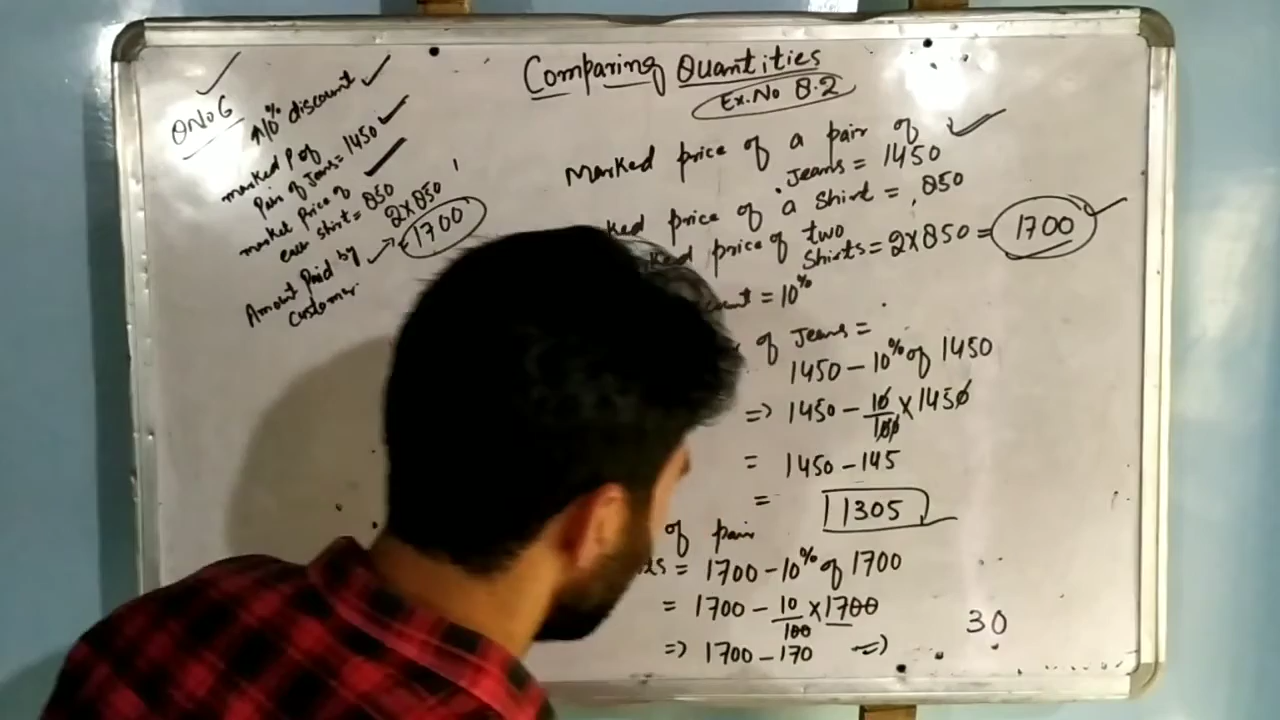 Comparing Quantities
Ex.No 8.2
QNo6
10% discount
marked P of
Pair of Jeans = 1450
market Price of
each shirt = 850
2x850
= 1700
Amount Paid by
customer
Marked price of a pair of
Jeans = 1450
ked price of a shirt = 850
ked price of two
Shirts = 2x850 = 1700
count = 10%
of Jeans =
1450 - 10% of 1450
=> 1450 - 10/100 x 1450
= 1450 - 145
= 1305
of pair
ts = 1700 - 10% of 1700
= 1700 - 10/100 x 1700
=> 1700 - 170 =>
30